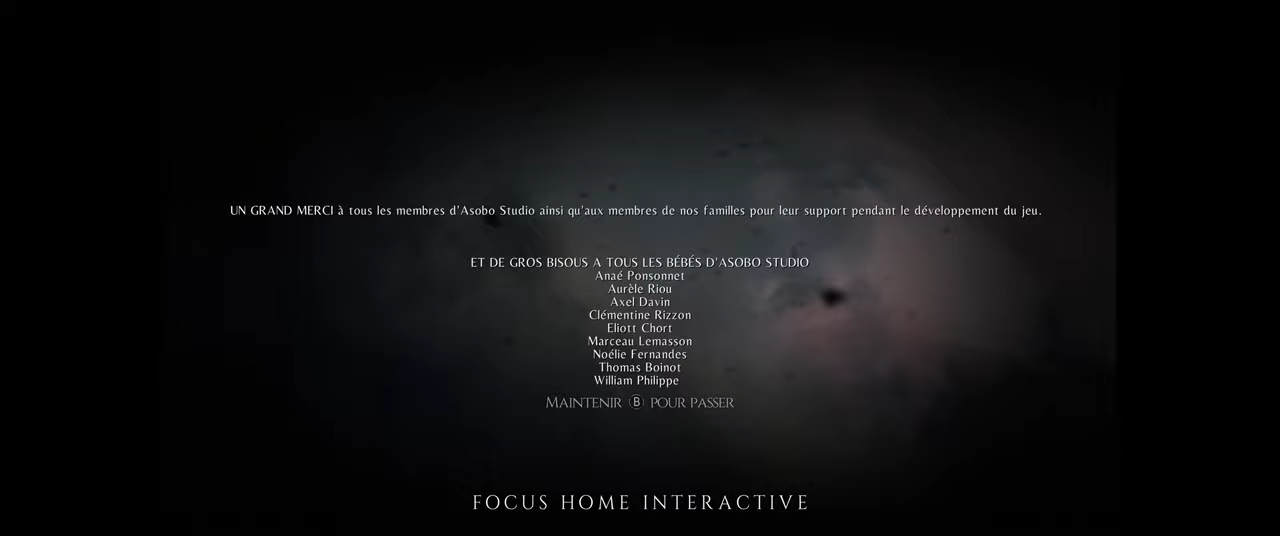 UN GRAND MERCI à tous les membres d'Asobo Studio ainsi qu'aux membres de nos familles pour leur support pendant le développement du jeu.
ET DE GROS BISOUS A TOUS LES BÉBÉS D'ASOBO STUDIO
Anaé Ponsonnet
Aurèle Riou
Axel Davin
Clémentine Rizzon
Eliott Chort
Marceau Lemasson
Noélie Fernandes
Thomas Boinot
William Philippe
MAINTENIR B POUR PASSER
FOCUS HOME INTERACTIVE